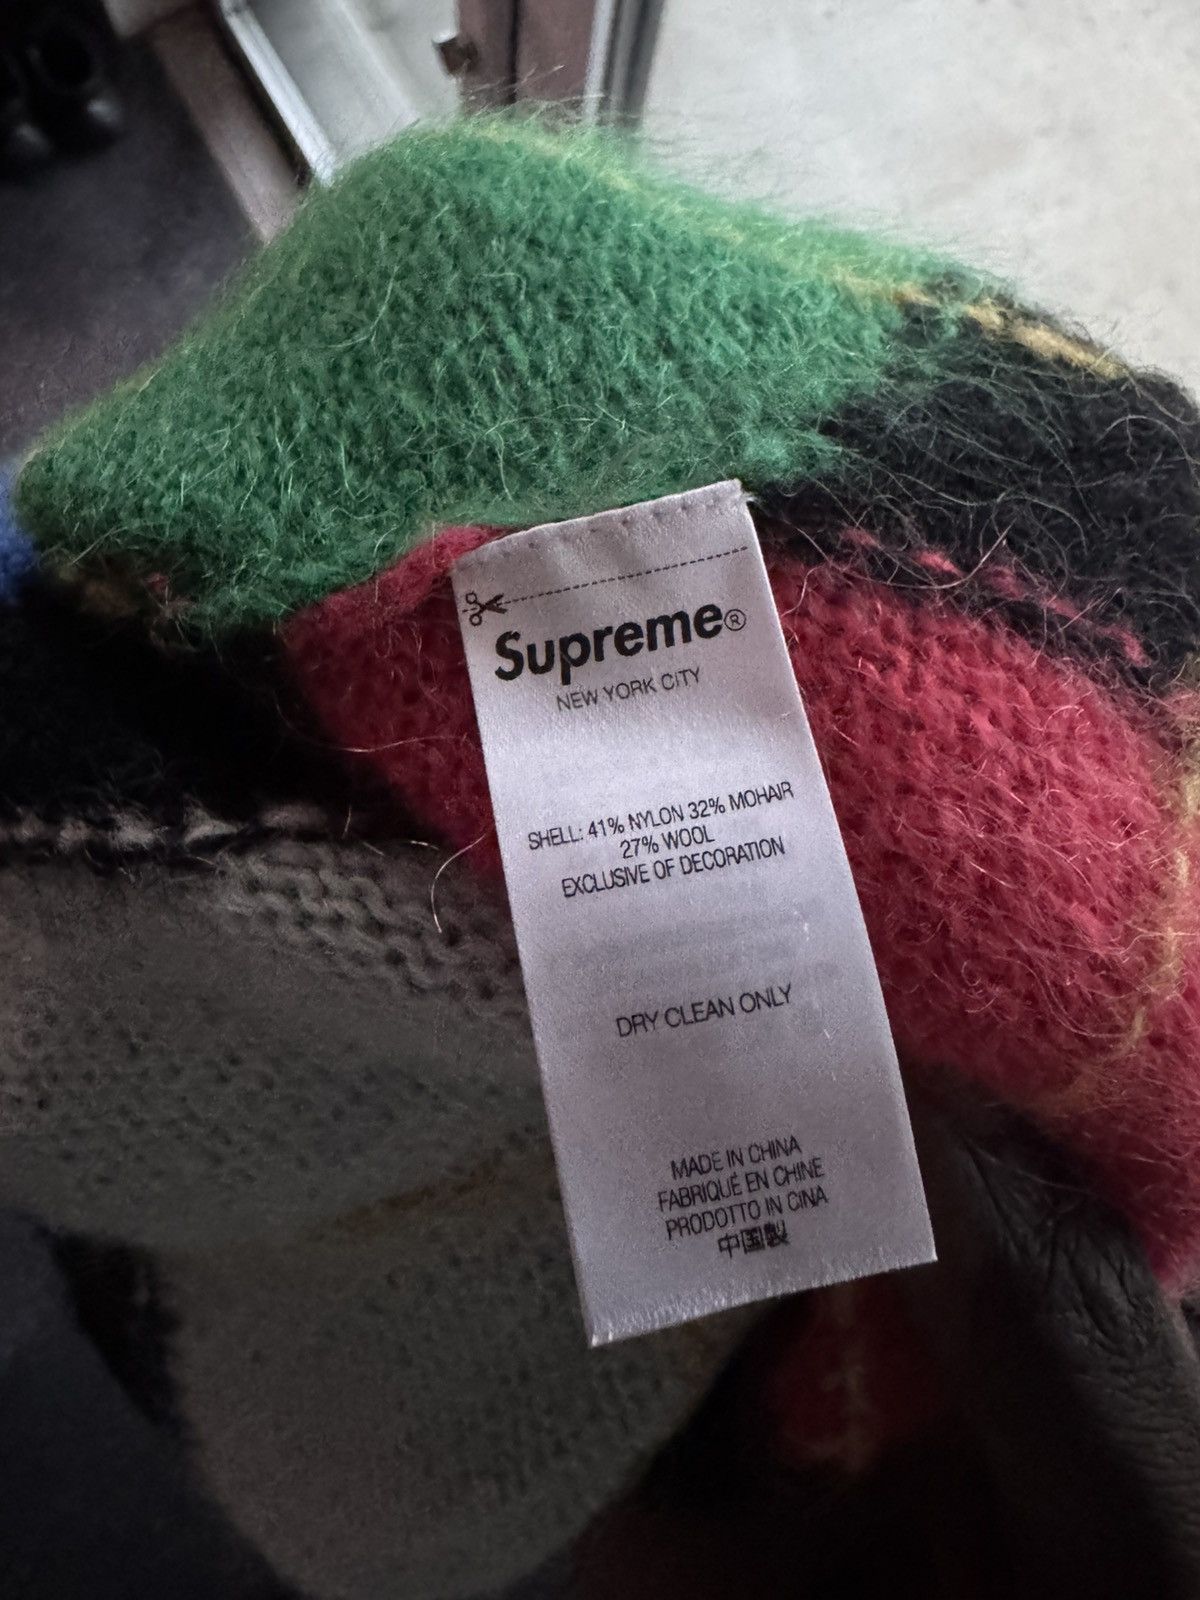 Supreme®
NEW YORK CITY
SHELL: 41% NYLON 32% MOHAIR
27% WOOL
EXCLUSIVE OF DECORATION
DRY CLEAN ONLY
MADE IN CHINA
FABRIQUÉ EN CHINE
PRODOTTO IN CINA
中国製